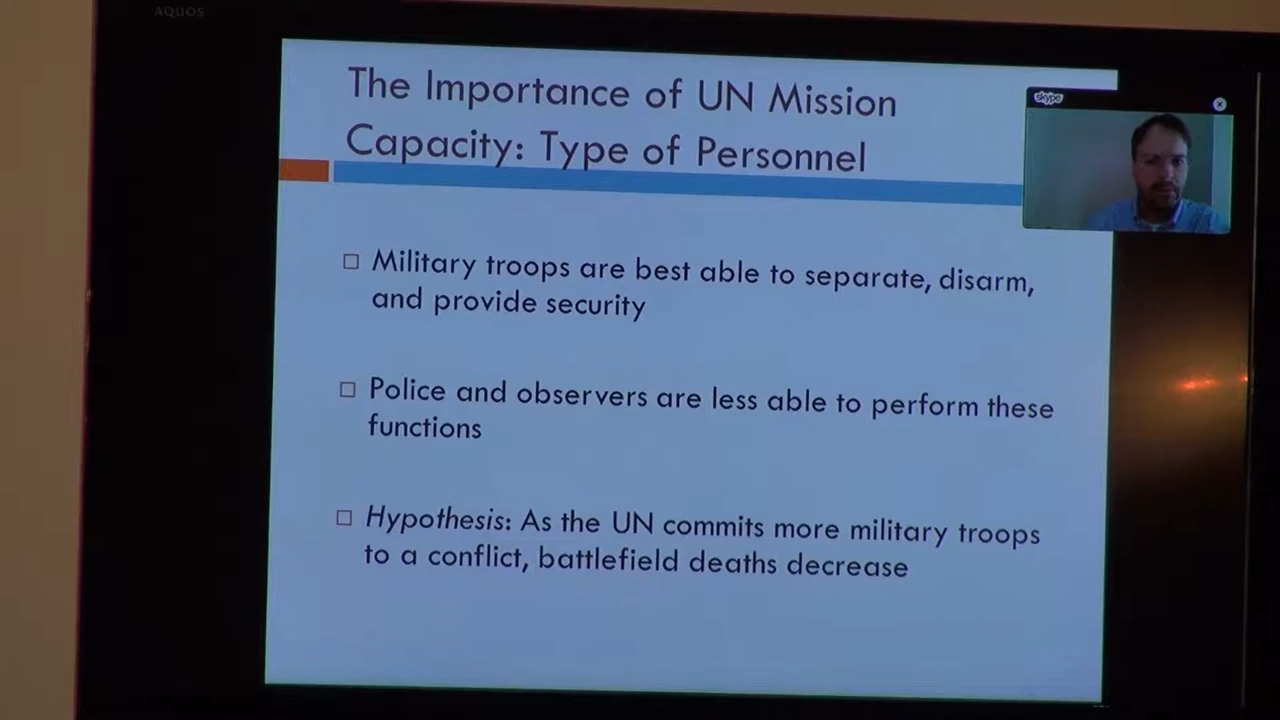 AQUOS
The Importance of UN Mission
Capacity: Type of Personnel
skype
Military troops are best able to separate, disarm,
and provide security
Police and observers are less able to perform these
functions
Hypothesis: As the UN commits more military troops
to a conflict, battlefield deaths decrease